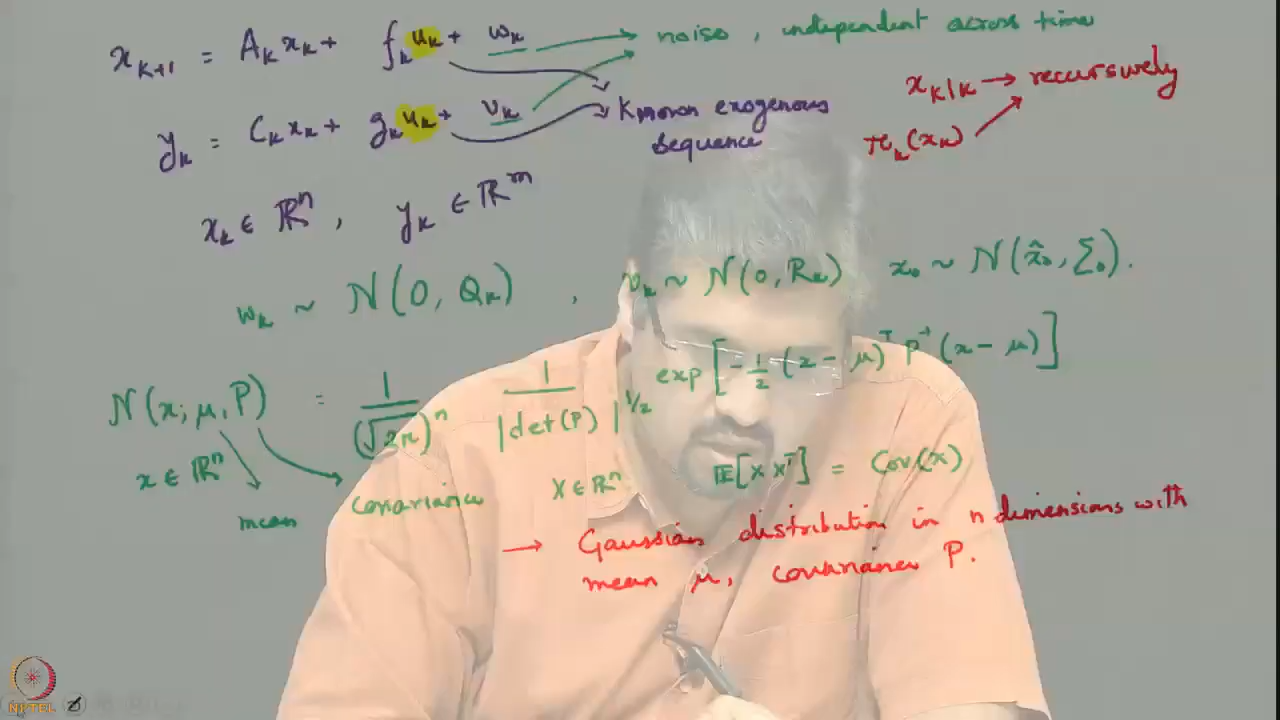 x_{k+1} = A_k x_k + f_k u_k + w_k → noise, independent across time
y_k = C_k x_k + g_k u_k + v_k Known exogenous sequence
x_{k|k} → recursively
π_k(x_k)
x_k ∈ ℝ^n, y_k ∈ ℝ^m
w_k ~ N(0, Q_k), v_k ~ N(0, R_k) x_0 ~ N(x̂_0, Σ_0).
N(x; μ, P) = 1/(√2π)^n 1/|det(P)|^{1/2} exp[-1/2 (x - μ)^T P^{-1} (x - μ)]
x ∈ ℝ^n mean covariance X ∈ ℝ^n 𝔼[X X^T] = Cov(x)
→ Gaussian distribution in n dimensions with
mean μ, covariance P.
NPTEL